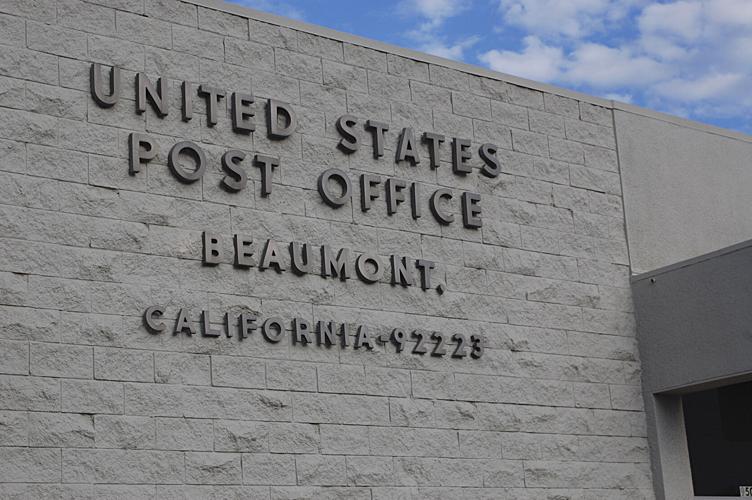 UNITED STATES
POST OFFICE
BEAUMONT,
CALIFORNIA-92223